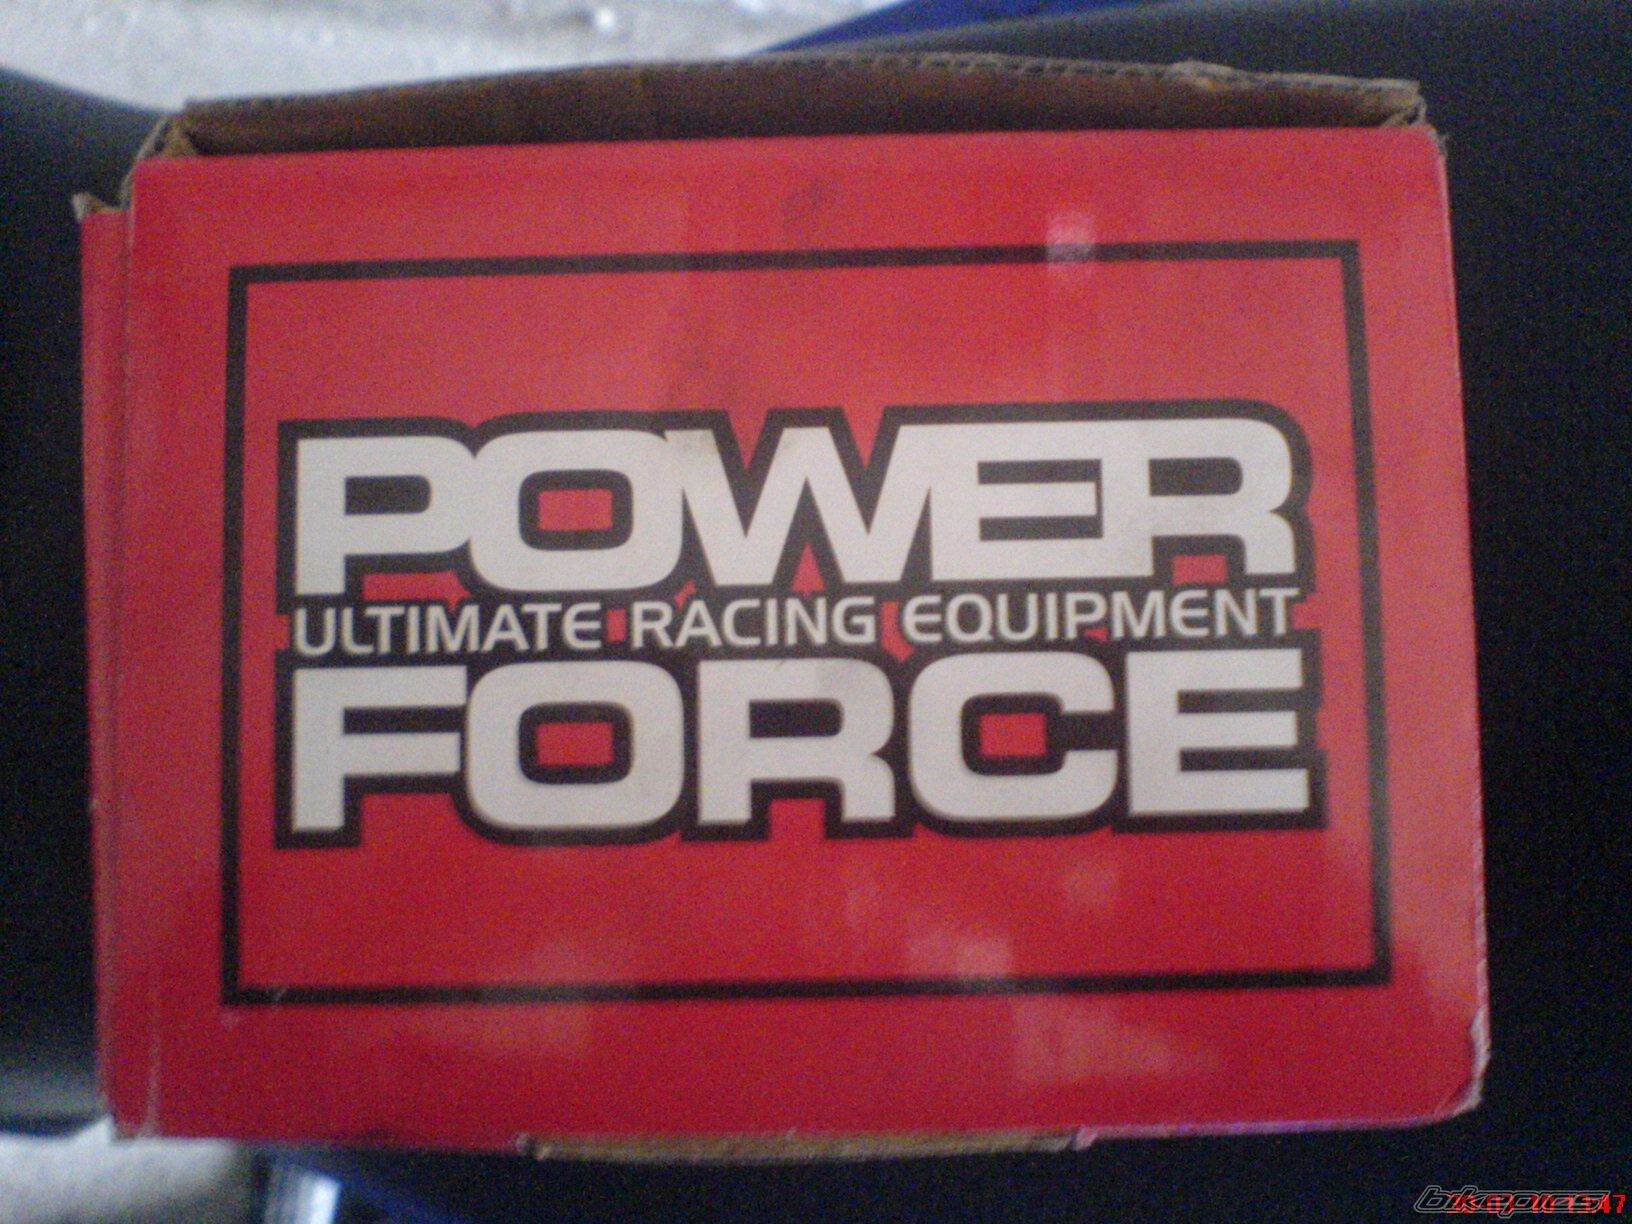 POWER
ULTIMATE RACING EQUIPMENT
FORCE